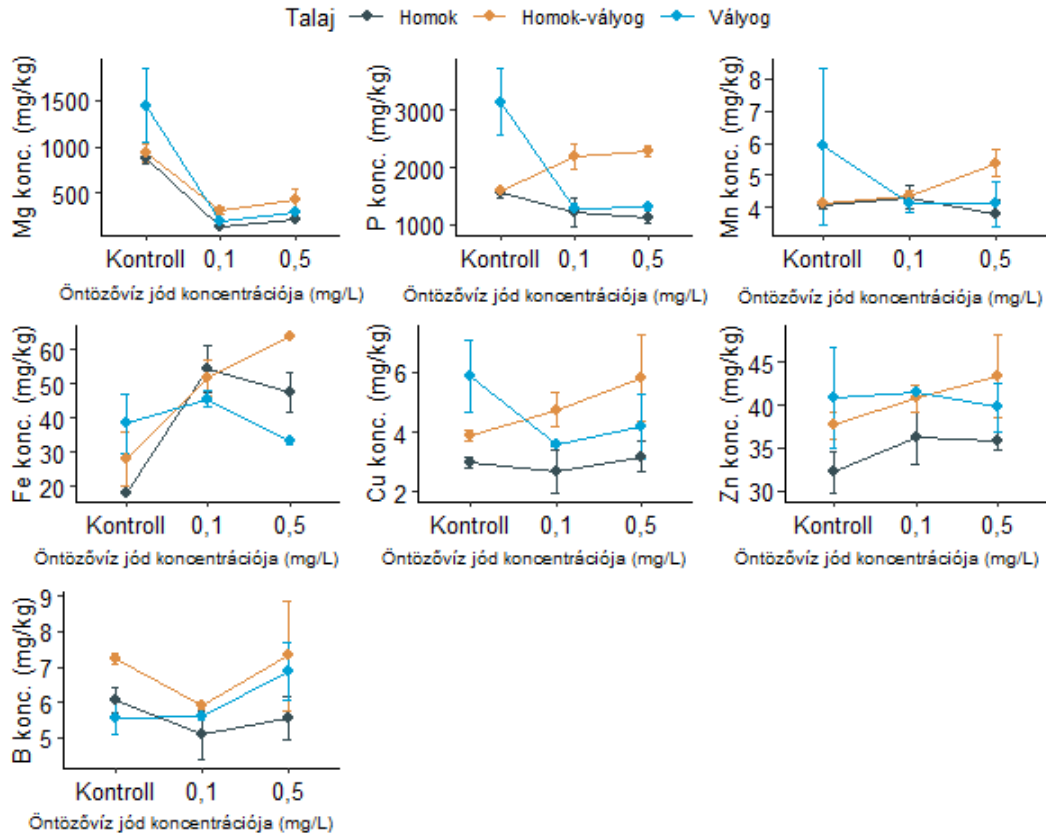 Talaj Homok Homok-vályog Vályog
Mg konc. (mg/kg)
1500
1000
500
Kontroll 0,1 0,5
Öntözővíz jód koncentrációja (mg/L)
P konc. (mg/kg)
3000
2000
1000
Kontroll 0,1 0,5
Öntözővíz jód koncentrációja (mg/L)
Mn konc. (mg/kg)
8
7
6
5
4
Kontroll 0,1 0,5
Öntözővíz jód koncentrációja (mg/L)
Fe konc. (mg/kg)
60
50
40
30
20
Kontroll 0,1 0,5
Öntözővíz jód koncentrációja (mg/L)
Cu konc. (mg/kg)
6
4
2
Kontroll 0,1 0,5
Öntözővíz jód koncentrációja (mg/L)
Zn konc. (mg/kg)
45
40
35
30
Kontroll 0,1 0,5
Öntözővíz jód koncentrációja (mg/L)
B konc. (mg/kg)
9
8
7
6
5
Kontroll 0,1 0,5
Öntözővíz jód koncentrációja (mg/L)